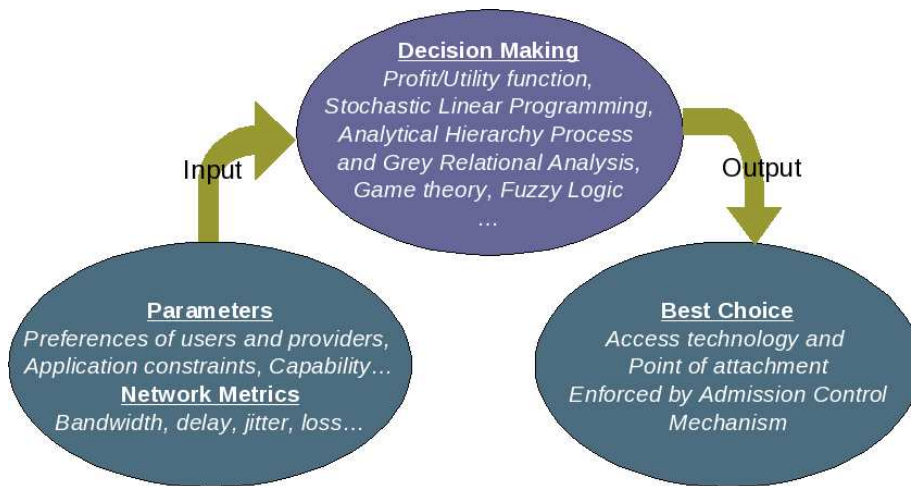 Decision Making
Profit/Utility function,
Stochastic Linear Programming,
Analytical Hierarchy Process
and Grey Relational Analysis,
Game theory, Fuzzy Logic
...
Input
Output
Parameters
Preferences of users and providers,
Application constraints, Capability...
Network Metrics
Bandwidth, delay, jitter, loss...
Best Choice
Access technology and
Point of attachment
Enforced by Admission Control
Mechanism